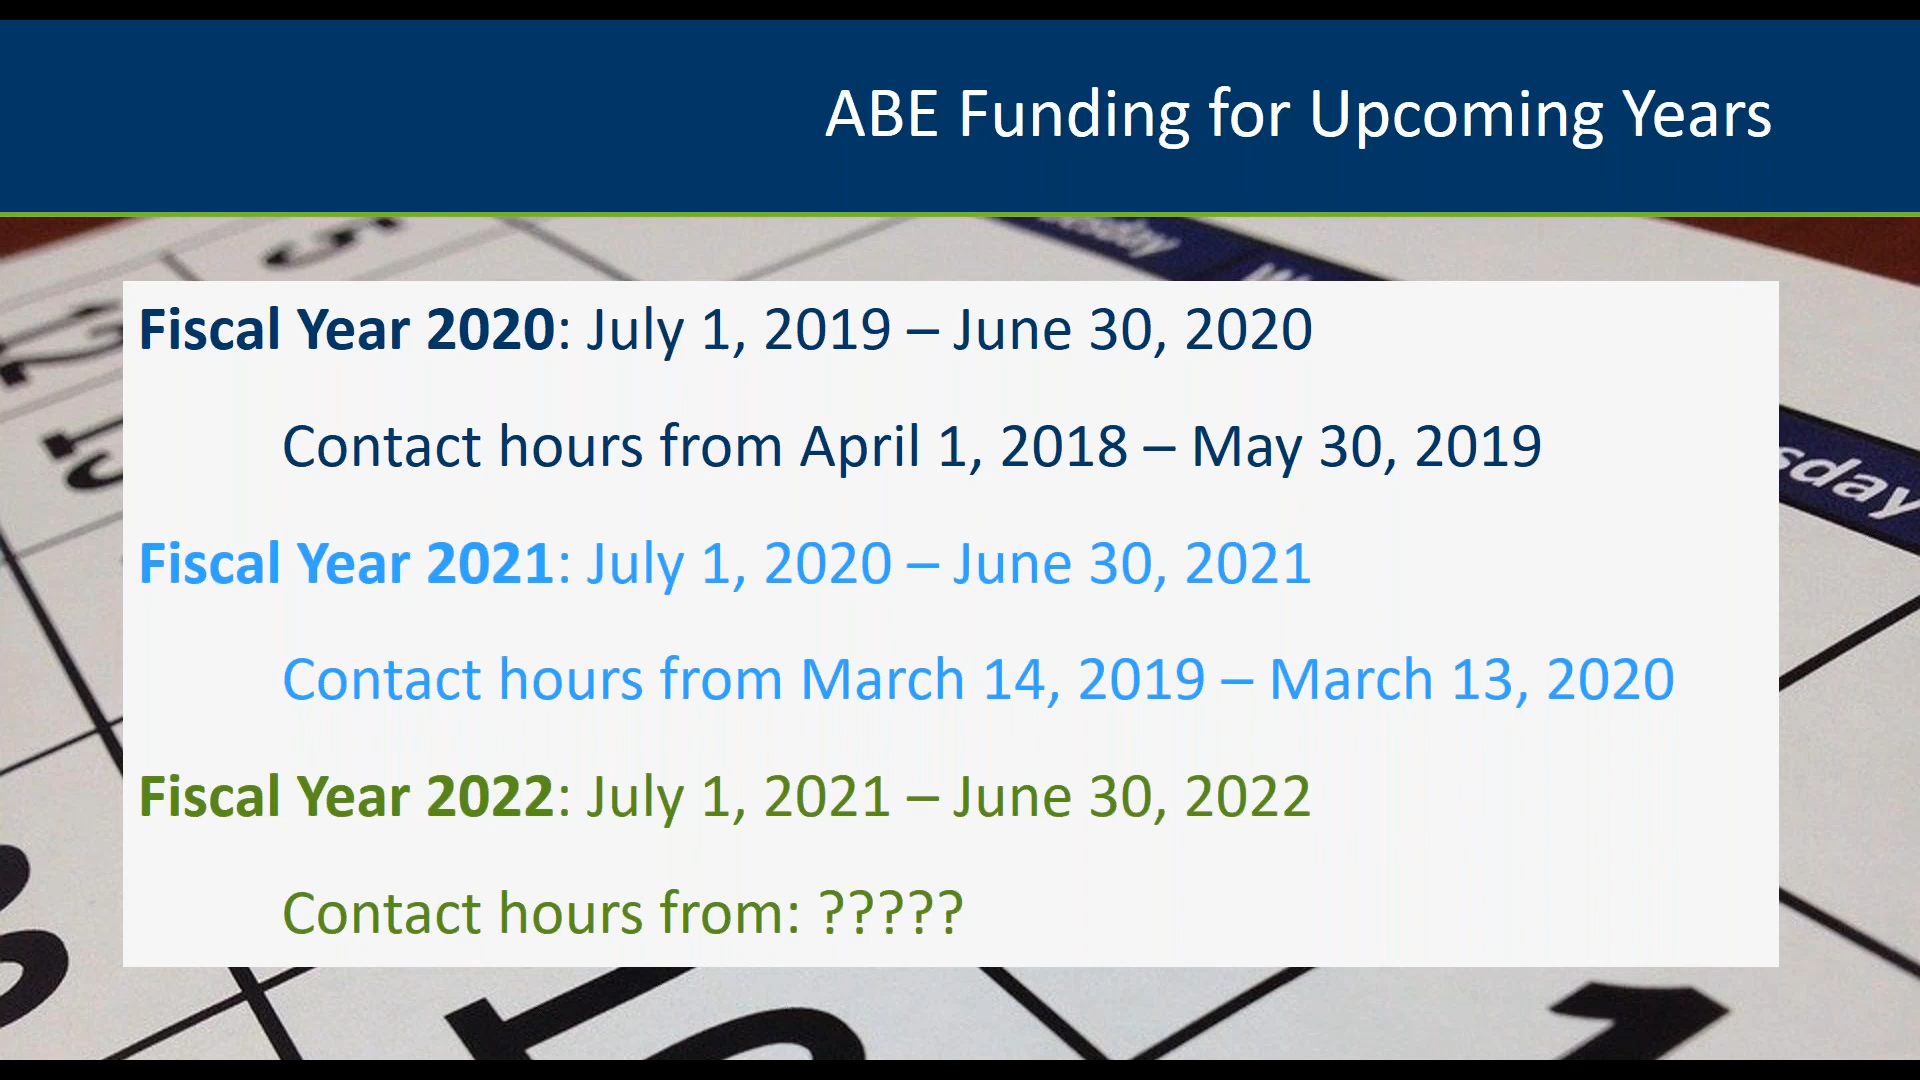 ABE Funding for Upcoming Years
Fiscal Year 2020: July 1, 2019 – June 30, 2020
Contact hours from April 1, 2018 – May 30, 2019
Fiscal Year 2021: July 1, 2020 – June 30, 2021
Contact hours from March 14, 2019 – March 13, 2020
Fiscal Year 2022: July 1, 2021 – June 30, 2022
Contact hours from: ?????